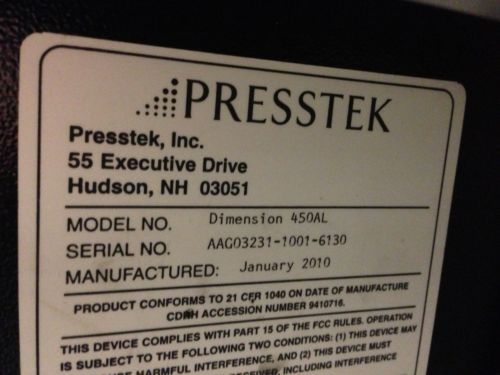 PRESSTEK
Presstek, Inc.
55 Executive Drive
Hudson, NH 03051
MODEL NO. Dimension 450AL
SERIAL NO. AAG03231-1001-6130
MANUFACTURED: January 2010
PRODUCT CONFORMS TO 21 CFR 1040 ON DATE OF MANUFACTURE
CDRH ACCESSION NUMBER 9410716.
THIS DEVICE COMPLIES WITH PART 15 OF THE FCC RULES. OPERATION
IS SUBJECT TO THE FOLLOWING TWO CONDITIONS: (1) THIS DEVICE MAY
HARMFUL INTERFERENCE, AND (2) THIS DEVICE MUST
INCLUDING INTERFERENCE